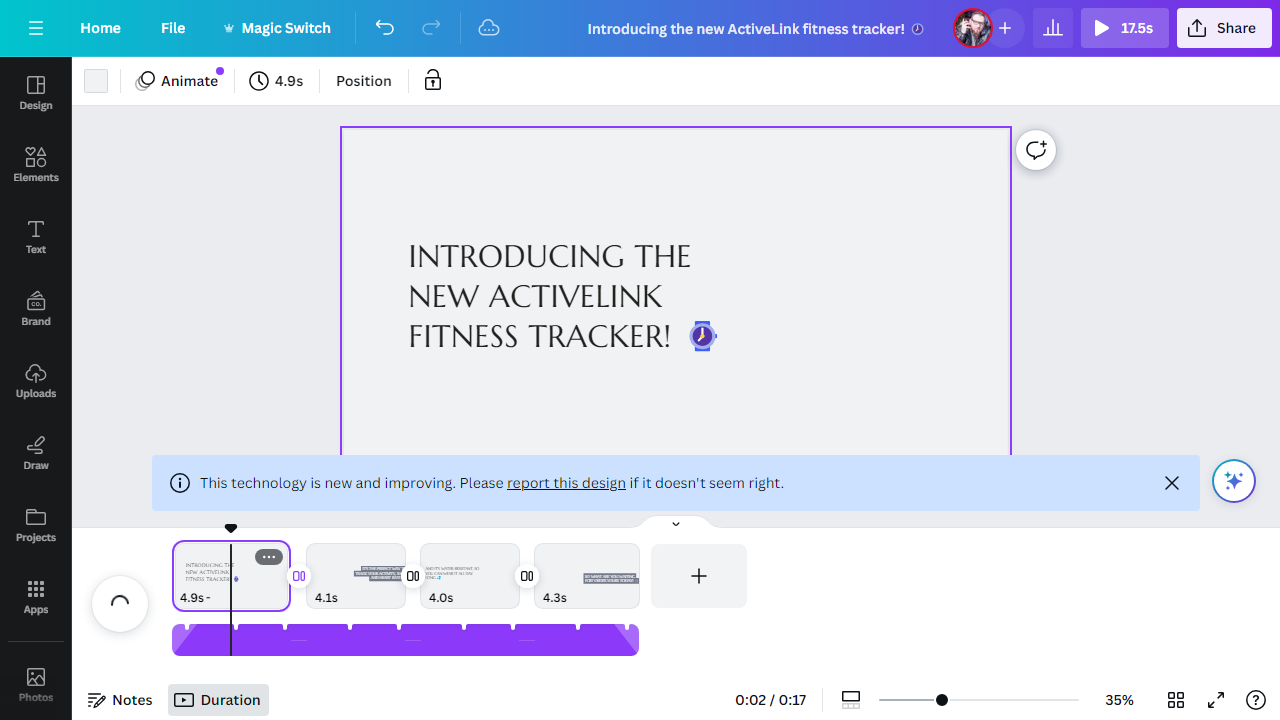 Home
File
Magic Switch
Introducing the new ActiveLink fitness tracker!
17.5s
Share
Design
Elements
Text
CO.
Brand
Uploads
Draw
Projects
Apps
Photos
Animate
4.9s
Position
INTRODUCING THE
NEW ACTIVELINK
FITNESS TRACKER!
This technology is new and improving. Please report this design if it doesn't seem right.
INTRODUCING THE
NEW ACTIVELINK
FITNESS TRACKER!
4.9s -
4.1s
4.0s
4.3s
Notes
Duration
0:02 / 0:17
35%